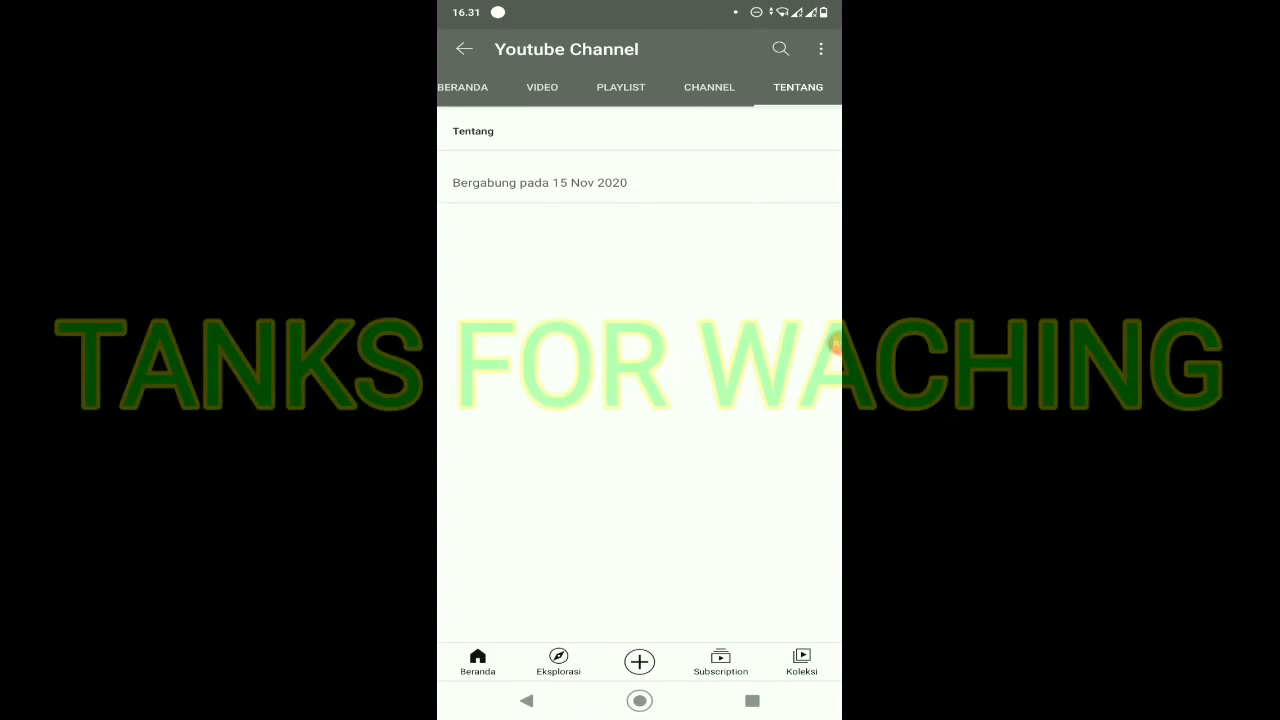 16.31
Youtube Channel
BERANDA VIDEO PLAYLIST CHANNEL TENTANG
Tentang
Bergabung pada 15 Nov 2020
TANKS FOR WACHING
Beranda Eksplorasi Subscription Koleksi